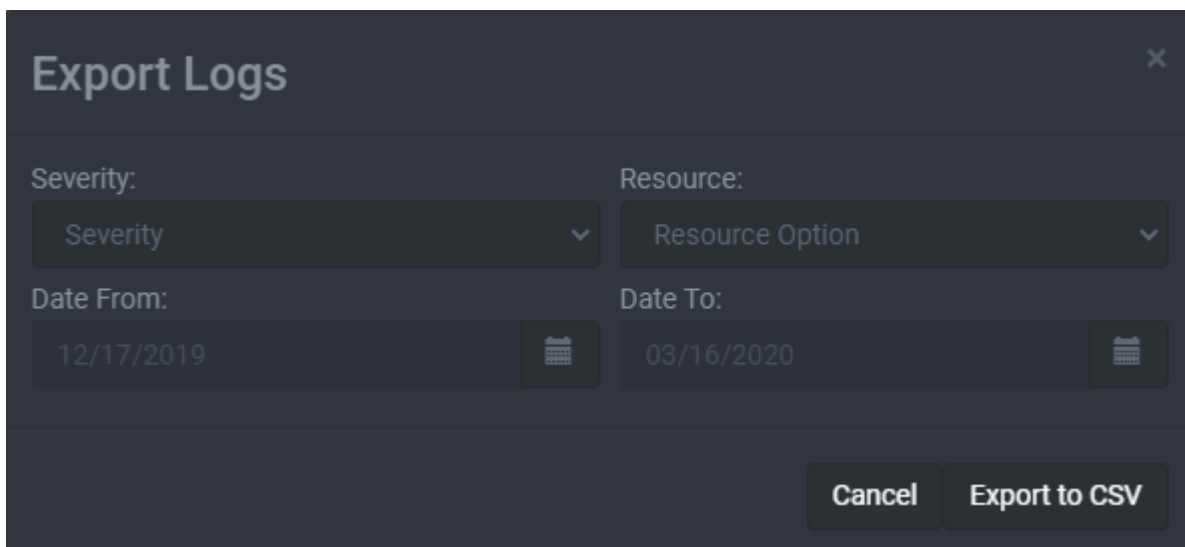 Export Logs
Severity: Resource:
Severity Resource Option
Date From: Date To:
12/17/2019 03/16/2020
Cancel Export to CSV